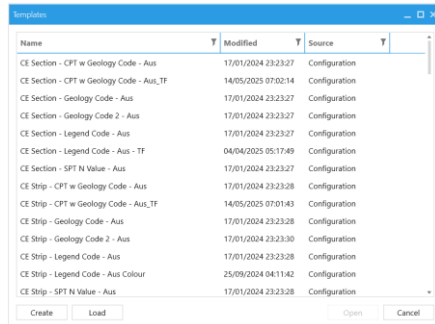 Templates
Name Modified Source
CE Section - CPT w Geology Code - Aus 17/01/2024 23:23:27 Configuration
CE Section - CPT w Geology Code - Aus_TF 14/05/2025 07:02:14 Configuration
CE Section - Geology Code - Aus 17/01/2024 23:23:27 Configuration
CE Section - Geology Code 2 - Aus 17/01/2024 23:23:27 Configuration
CE Section - Legend Code - Aus 17/01/2024 23:23:27 Configuration
CE Section - Legend Code - Aus - TF 04/04/2025 05:17:49 Configuration
CE Section - SPT N Value - Aus 17/01/2024 23:23:27 Configuration
CE Strip - CPT w Geology Code - Aus 17/01/2024 23:23:28 Configuration
CE Strip - CPT w Geology Code - Aus_TF 14/05/2025 07:01:43 Configuration
CE Strip - Geology Code - Aus 17/01/2024 23:23:28 Configuration
CE Strip - Geology Code 2 - Aus 17/01/2024 23:23:30 Configuration
CE Strip - Legend Code - Aus 17/01/2024 23:23:28 Configuration
CE Strip - Legend Code - Aus Colour 25/09/2024 04:11:42 Configuration
CE Strip - SPT N Value - Aus 17/01/2024 23:23:28 Configuration
Create Load Open Cancel